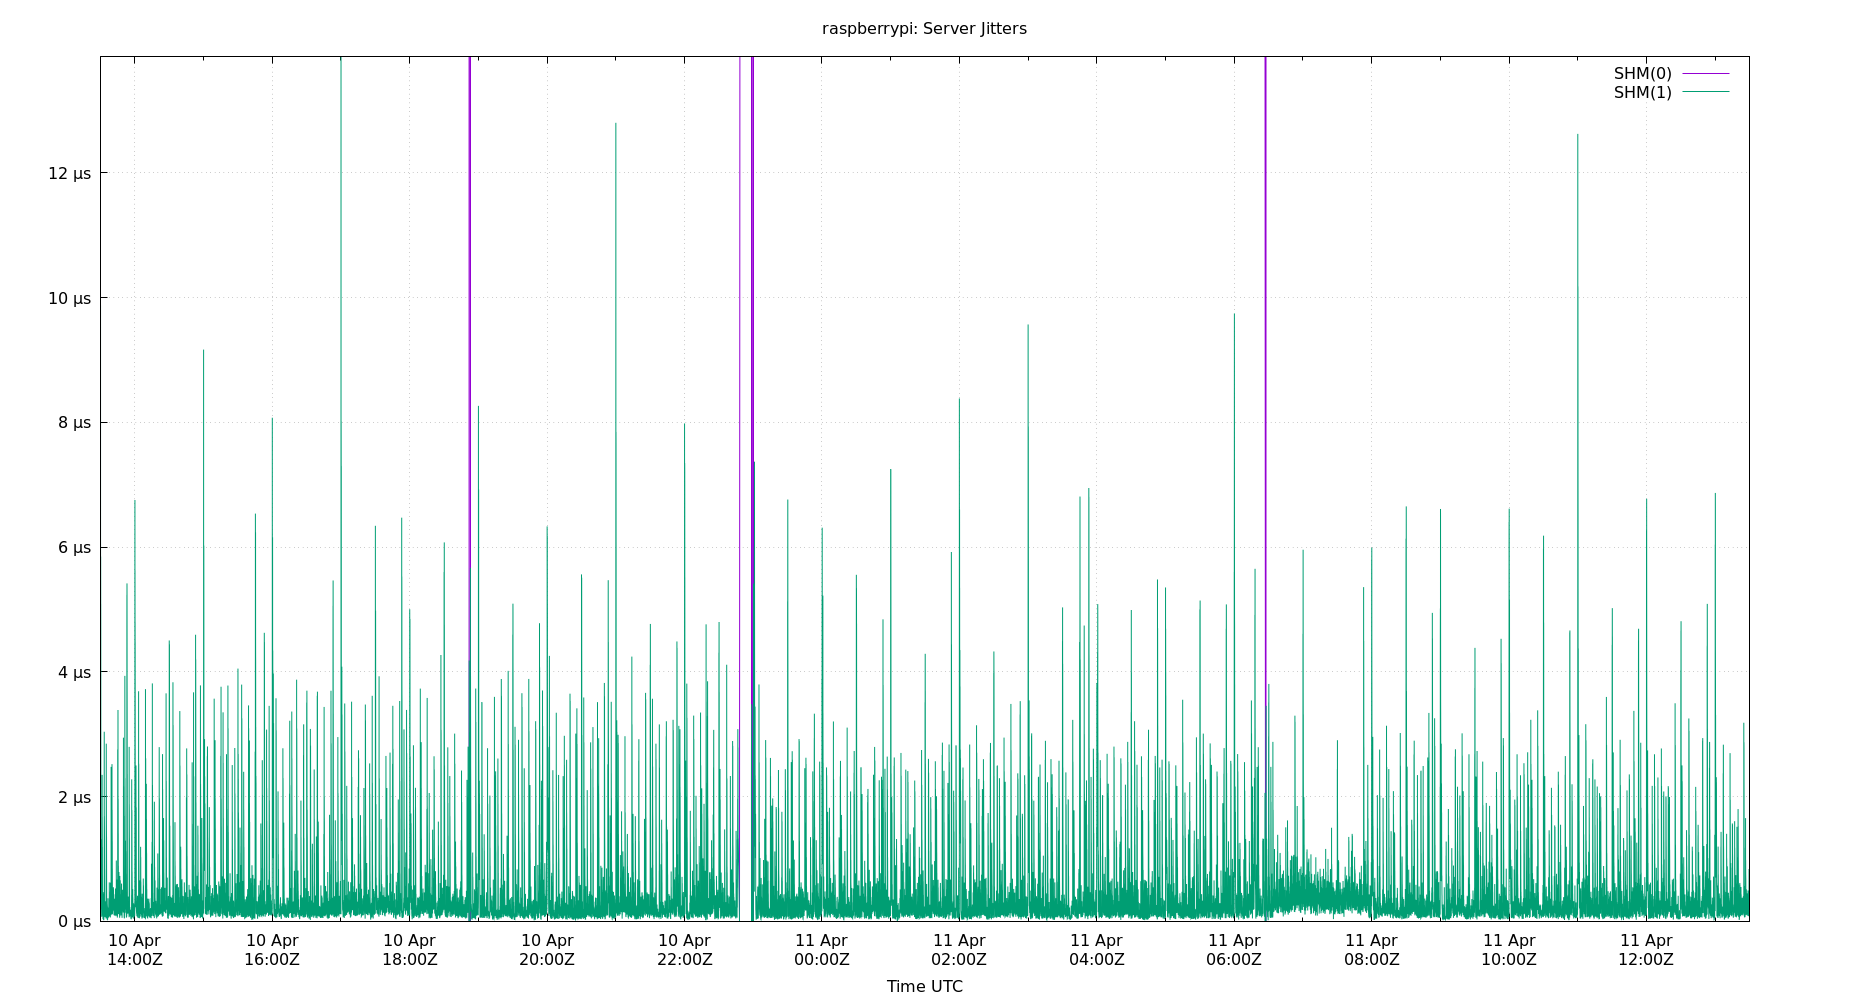 raspberrypi: Server Jitters
SHM(0)
SHM(1)
12 µs
10 µs
8 µs
6 µs
4 µs
2 µs
0 µs
10 Apr 10 Apr 10 Apr 10 Apr 10 Apr 11 Apr 11 Apr 11 Apr 11 Apr 11 Apr 11 Apr 11 Apr
14:00Z 16:00Z 18:00Z 20:00Z 22:00Z 00:00Z 02:00Z 04:00Z 06:00Z 08:00Z 10:00Z 12:00Z
Time UTC